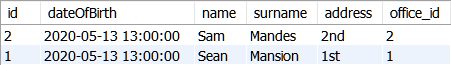 id dateOfBirth name surname address office_id
2 2020-05-13 13:00:00 Sam Mandes 2nd 2
1 2020-05-13 13:00:00 Sean Mansion 1st 1